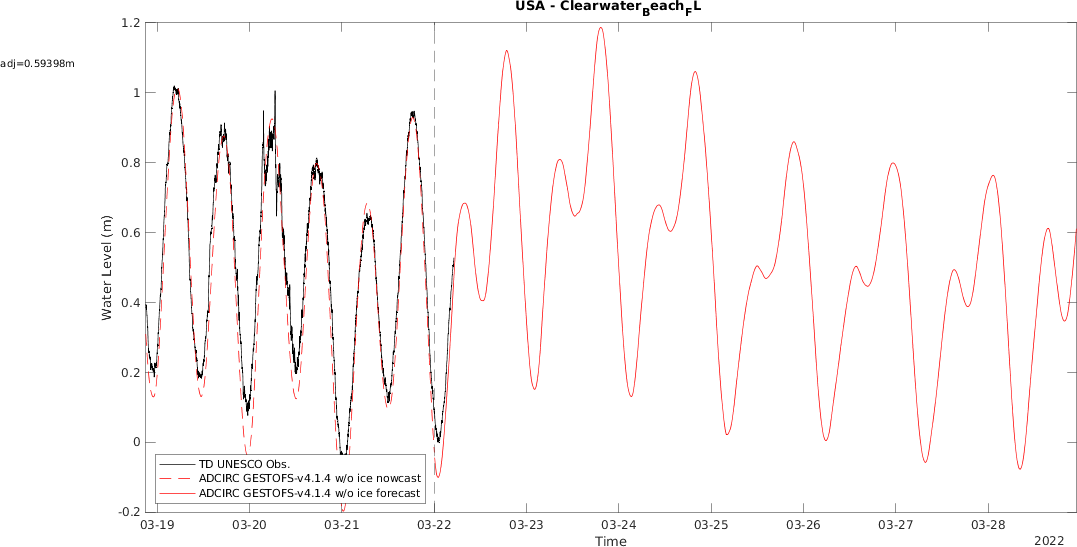 USA - Clearwater_Beach_FL
adj=0.59398m
1.2
1
0.8
0.6
0.4
0.2
0
-0.2
Water Level (m)
TD UNESCO Obs.
ADCIRC GESTOFS-v4.1.4 w/o ice nowcast
ADCIRC GESTOFS-v4.1.4 w/o ice forecast
03-19 03-20 03-21 03-22 03-23 03-24 03-25 03-26 03-27 03-28
Time
2022